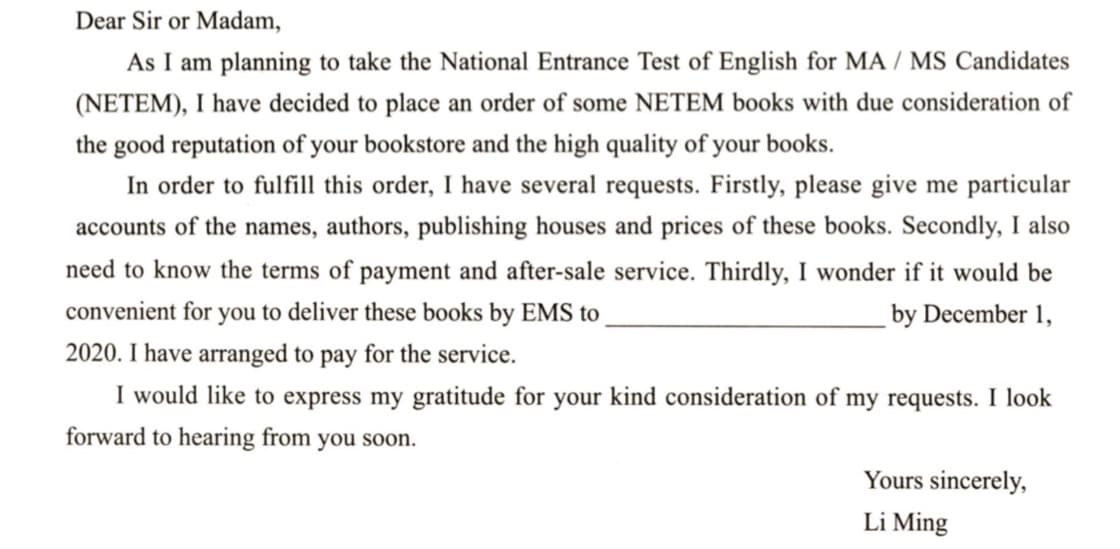 Dear Sir or Madam,
As I am planning to take the National Entrance Test of English for MA / MS Candidates
(NETEM), I have decided to place an order of some NETEM books with due consideration of
the good reputation of your bookstore and the high quality of your books.
In order to fulfill this order, I have several requests. Firstly, please give me particular
accounts of the names, authors, publishing houses and prices of these books. Secondly, I also
need to know the terms of payment and after-sale service. Thirdly, I wonder if it would be
convenient for you to deliver these books by EMS to ______________________ by December 1,
2020. I have arranged to pay for the service.
I would like to express my gratitude for your kind consideration of my requests. I look
forward to hearing from you soon.
Yours sincerely,
Li Ming